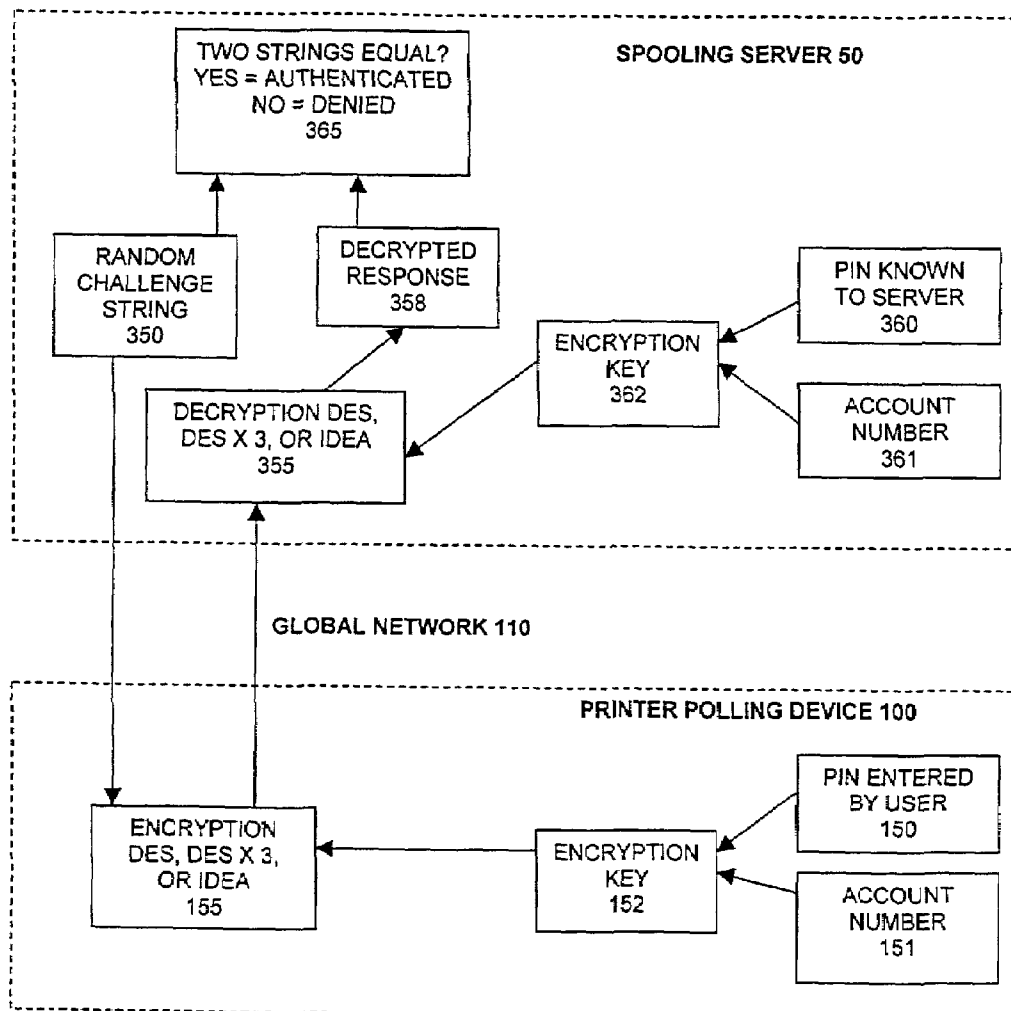 TWO STRINGS EQUAL?
YES = AUTHENTICATED
NO = DENIED
365
SPOOLING SERVER 50
RANDOM
CHALLENGE
STRING
350
DECRYPTED
RESPONSE
358
PIN KNOWN
TO SERVER
360
ENCRYPTION
KEY
362
DECRYPTION DES,
DES X 3, OR IDEA
355
ACCOUNT
NUMBER
361
GLOBAL NETWORK 110
PRINTER POLLING DEVICE 100
PIN ENTERED
BY USER
150
ENCRYPTION
DES, DES X 3,
OR IDEA
155
ENCRYPTION
KEY
152
ACCOUNT
NUMBER
151